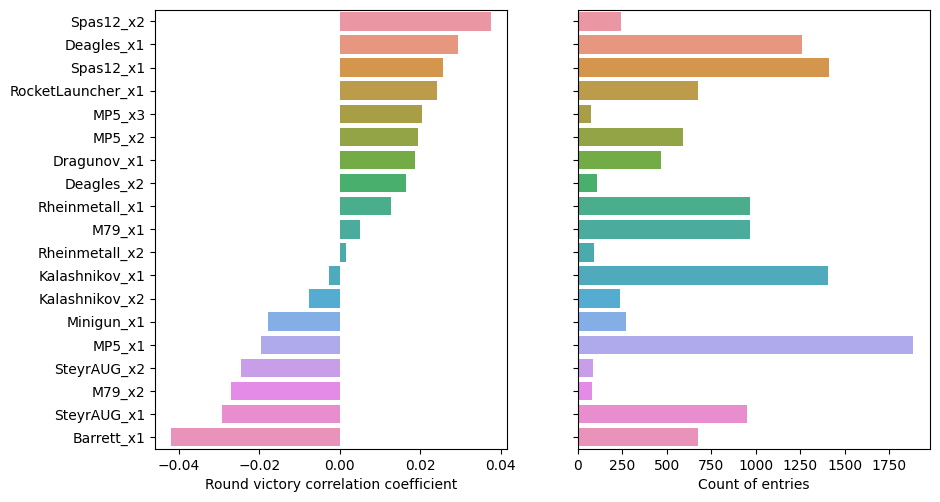 Spas12_x2
Deagles_x1
Spas12_x1
RocketLauncher_x1
MP5_x3
MP5_x2
Dragunov_x1
Deagles_x2
Rheinmetall_x1
M79_x1
Rheinmetall_x2
Kalashnikov_x1
Kalashnikov_x2
Minigun_x1
MP5_x1
SteyrAUG_x2
M79_x2
SteyrAUG_x1
Barrett_x1
−0.04 −0.02 0.00 0.02 0.04
Round victory correlation coefficient
0 250 500 750 1000 1250 1500 1750
Count of entries